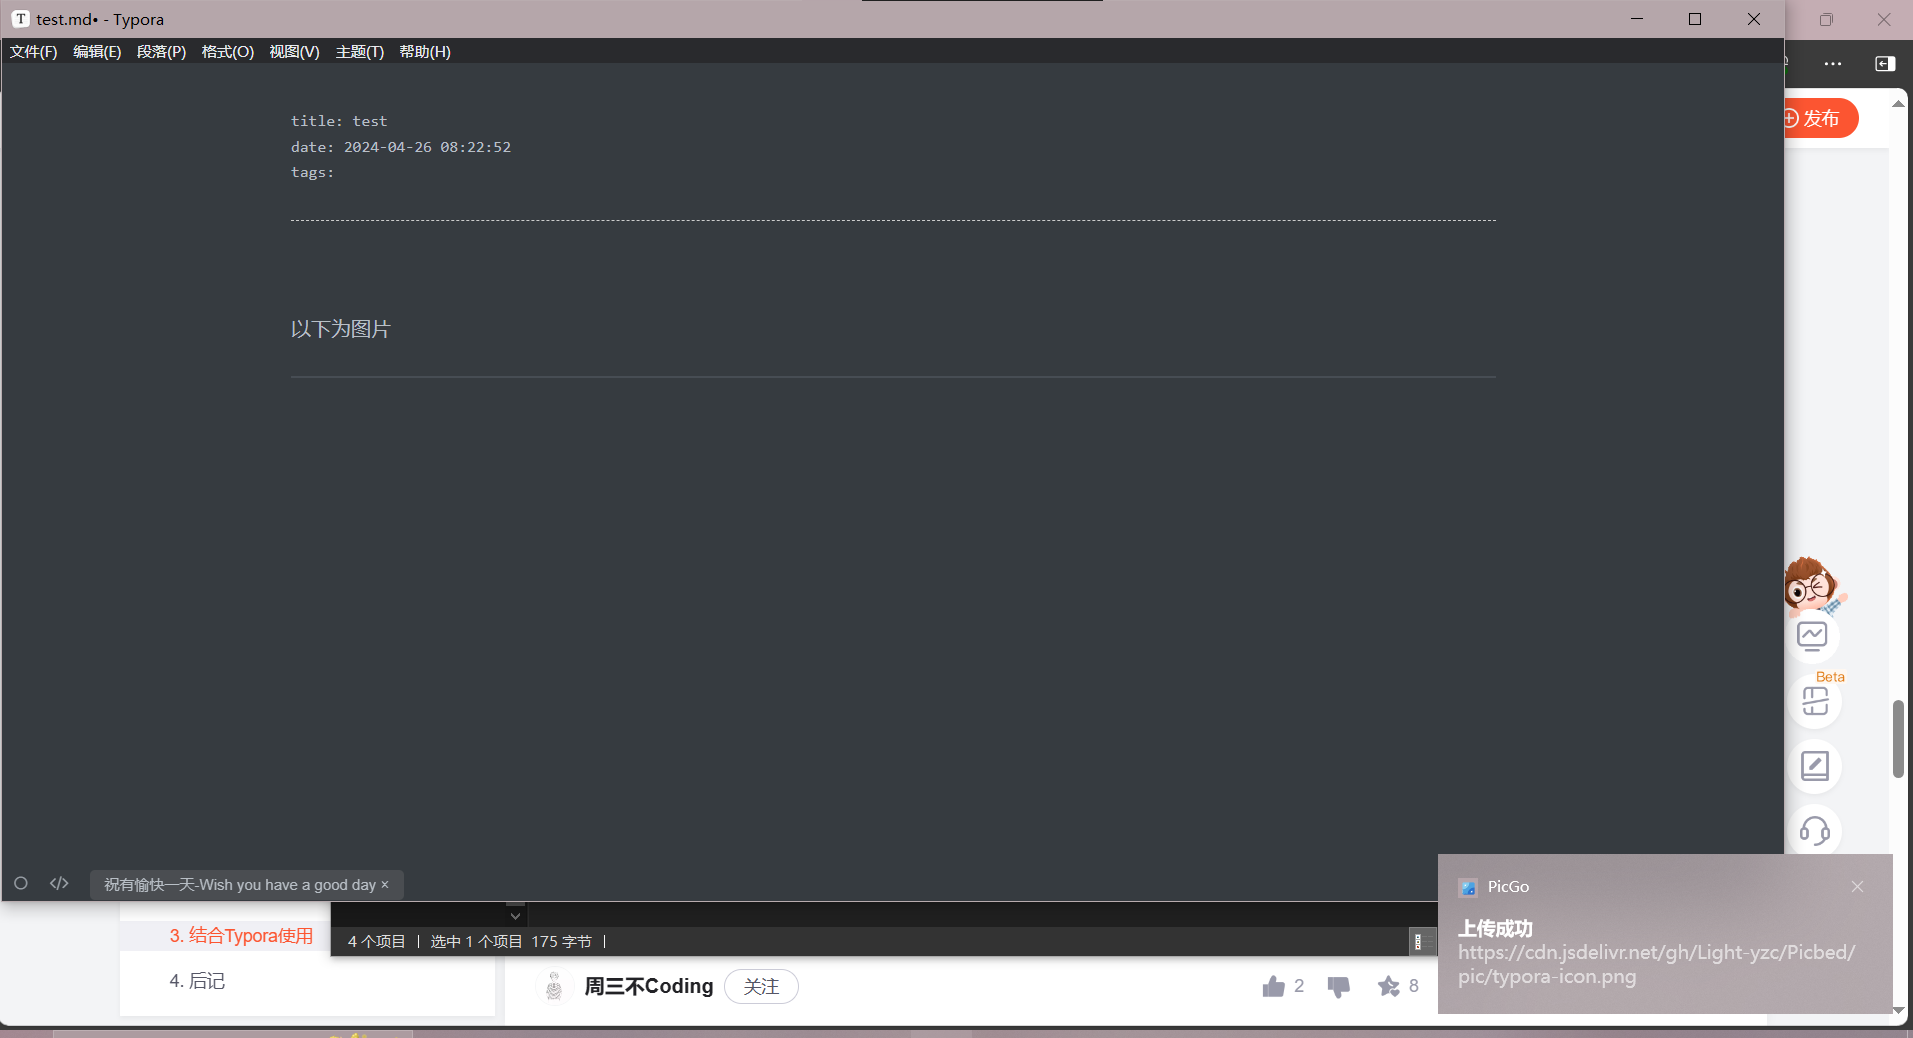 test.md• - Typora
文件(F) 编辑(E) 段落(P) 格式(O) 视图(V) 主题(T) 帮助(H)
发布
title: test
date: 2024-04-26 08:22:52
tags:
以下为图片
Beta
祝有愉快一天-Wish you have a good day ×
PicGo
上传成功
https://cdn.jsdelivr.net/gh/Light-yzc/Picbed/
pic/typora-icon.png
3. 结合Typora使用
4 个项目 | 选中 1 个项目 175 字节 |
4. 后记
周三不Coding 关注 2 8